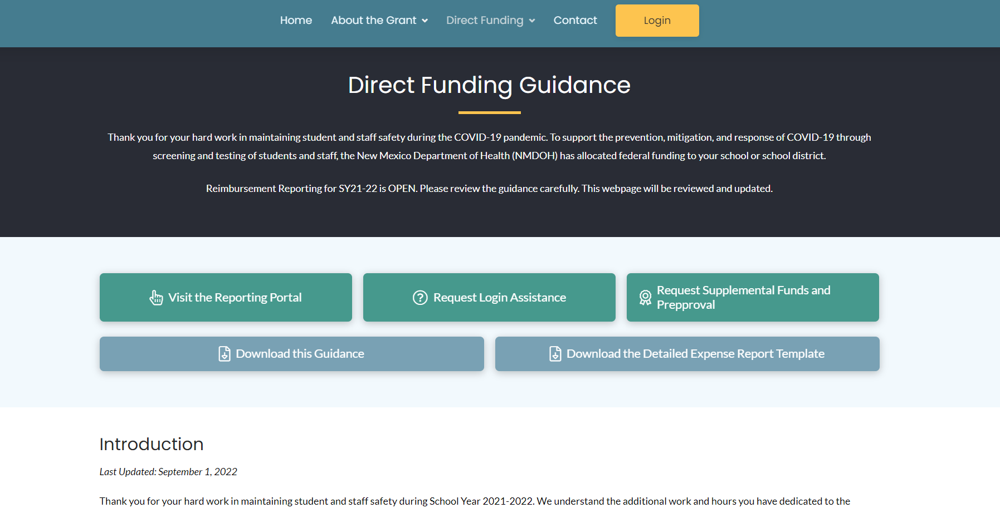 Home About the Grant Direct Funding Contact Login
Direct Funding Guidance
Thank you for your hard work in maintaining student and staff safety during the COVID-19 pandemic. To support the prevention, mitigation, and response of COVID-19 through
screening and testing of students and staff, the New Mexico Department of Health (NMDOH) has allocated federal funding to your school or school district.
Reimbursement Reporting for SY21-22 is OPEN. Please review the guidance carefully. This webpage will be reviewed and updated.
Visit the Reporting Portal
Request Login Assistance
Request Supplemental Funds and
Prepproval
Download this Guidance
Download the Detailed Expense Report Template
Introduction
Last Updated: September 1, 2022
Thank you for your hard work in maintaining student and staff safety during School Year 2021-2022. We understand the additional work and hours you have dedicated to the